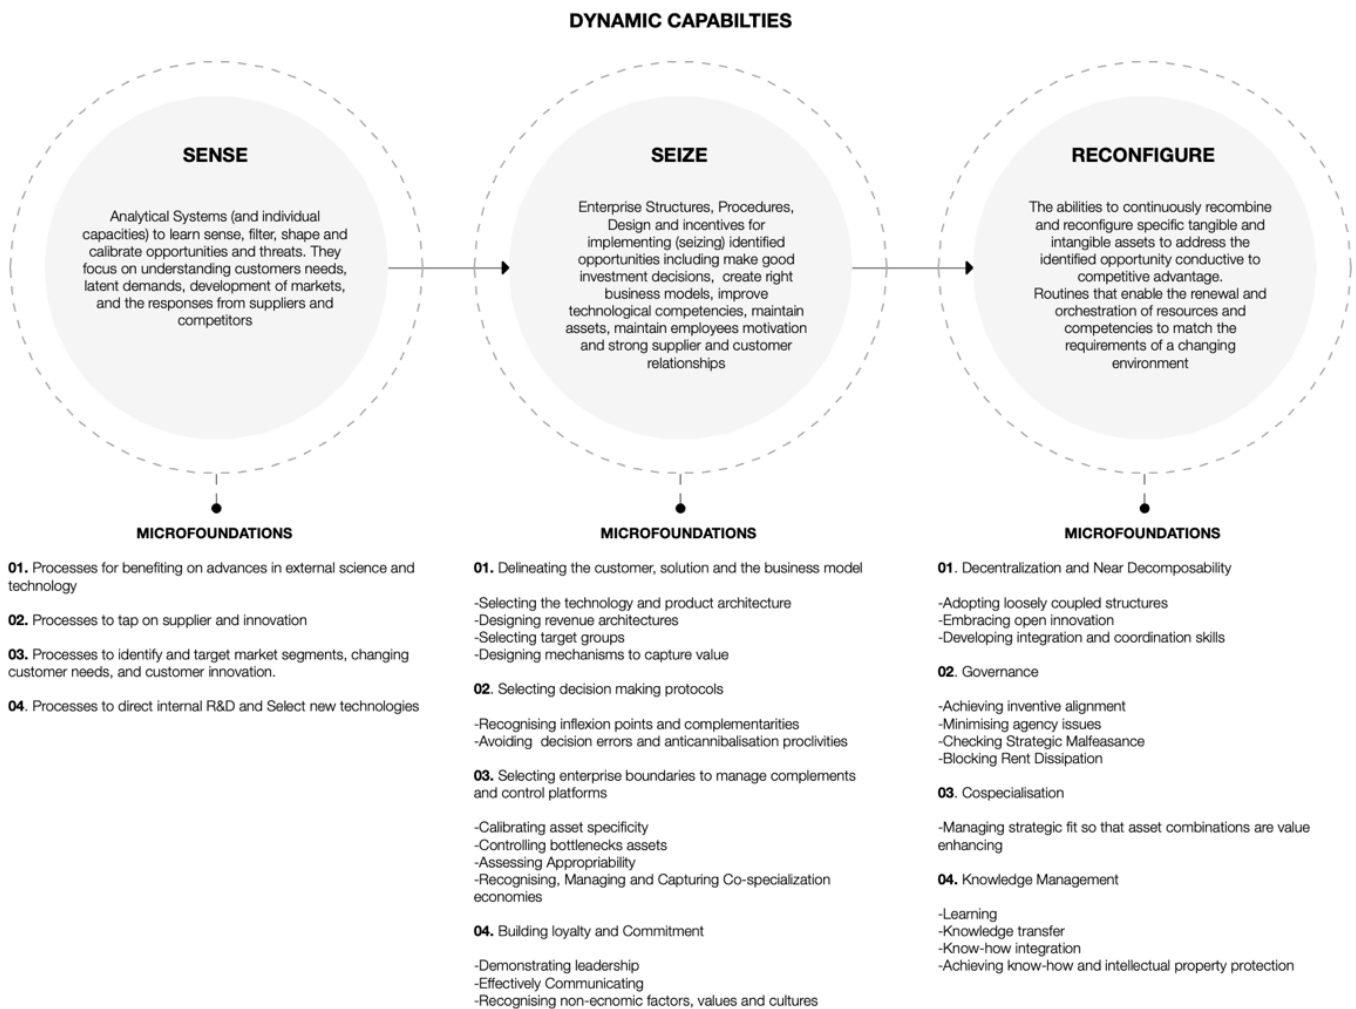 DYNAMIC CAPABILTIES
SENSE
Analytical Systems (and individual
capacities) to learn sense, filter, shape and
calibrate opportunities and threats. They
focus on understanding customers needs,
latent demands, development of markets,
and the responses from suppliers and
competitors
SEIZE
Enterprise Structures, Procedures,
Design and incentives for
implementing (seizing) identified
opportunities including make good
investment decisions, create right
business models, improve
technological competencies, maintain
assets, maintain employees motivation
and strong supplier and customer
relationships
RECONFIGURE
The abilities to continuously recombine
and reconfigure specific tangible and
intangible assets to address the
identified opportunity conductive to
competitive advantage.
Routines that enable the renewal and
orchestration of resources and
competencies to match the
requirements of a changing
environment
MICROFOUNDATIONS
01. Processes for benefiting on advances in external science and
technology
02. Processes to tap on supplier and innovation
03. Processes to identify and target market segments, changing
customer needs, and customer innovation.
04. Processes to direct internal R&D and Select new technologies
MICROFOUNDATIONS
01. Delineating the customer, solution and the business model
-Selecting the technology and product architecture
-Designing revenue architectures
-Selecting target groups
-Designing mechanisms to capture value
02. Selecting decision making protocols
-Recognising inflexion points and complementarities
-Avoiding decision errors and anticannibalisation proclivities
03. Selecting enterprise boundaries to manage complements
and control platforms
-Calibrating asset specificity
-Controlling bottlenecks assets
-Assessing Appropriability
-Recognising, Managing and Capturing Co-specialization
economies
04. Building loyalty and Commitment
-Demonstrating leadership
-Effectively Communicating
-Recognising non-ecnomic factors, values and cultures
MICROFOUNDATIONS
01. Decentralization and Near Decomposability
-Adopting loosely coupled structures
-Embracing open innovation
-Developing integration and coordination skills
02. Governance
-Achieving inventive alignment
-Minimising agency issues
-Checking Strategic Malfeasance
-Blocking Rent Dissipation
03. Cospecialisation
-Managing strategic fit so that asset combinations are value
enhancing
04. Knowledge Management
-Learning
-Knowledge transfer
-Know-how integration
-Achieving know-how and intellectual property protection